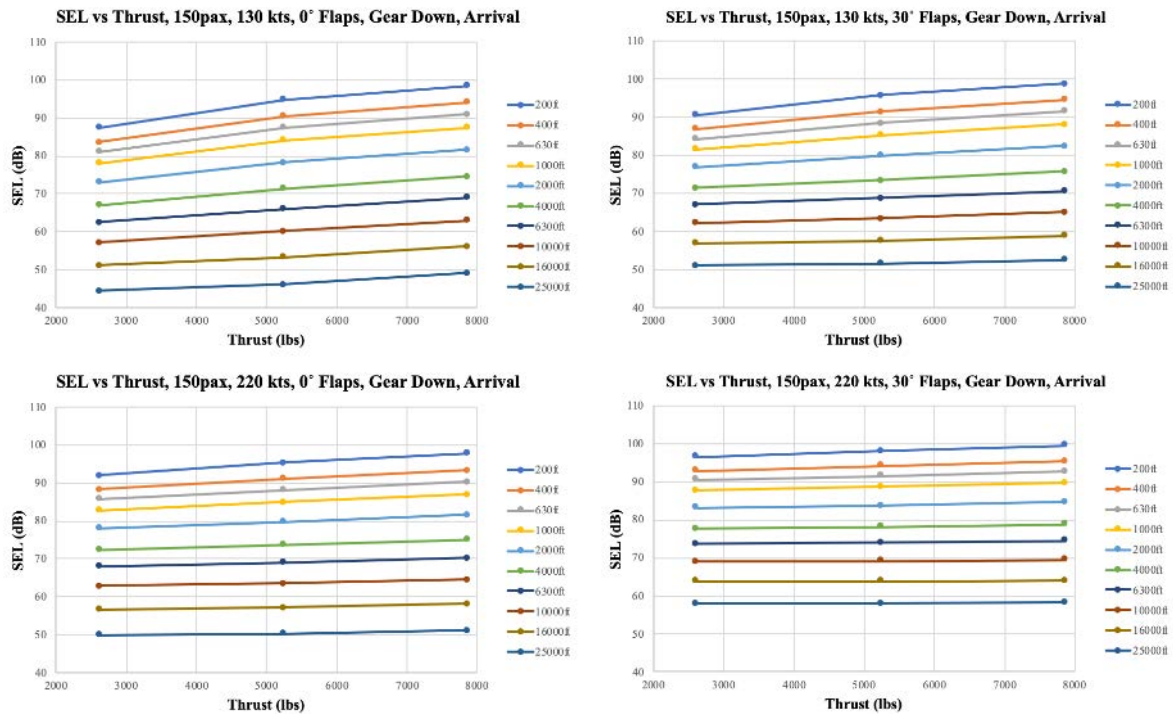 SEL vs Thrust, 150pax, 130 kts, 0˚ Flaps, Gear Down, Arrival
110
100
90
80
70
60
50
40
SEL (dB)
2000 3000 4000 5000 6000 7000 8000
Thrust (lbs)
200ft
400ft
630ft
1000ft
2000ft
4000ft
6300ft
10000ft
16000ft
25000ft
SEL vs Thrust, 150pax, 130 kts, 30˚ Flaps, Gear Down, Arrival
110
100
90
80
70
60
50
40
SEL (dB)
2000 3000 4000 5000 6000 7000 8000
Thrust (lbs)
200ft
400ft
630ft
1000ft
2000ft
4000ft
6300ft
10000ft
16000ft
25000ft
SEL vs Thrust, 150pax, 220 kts, 0˚ Flaps, Gear Down, Arrival
110
100
90
80
70
60
50
40
SEL (dB)
2000 3000 4000 5000 6000 7000 8000
Thrust (lbs)
200ft
400ft
630ft
1000ft
2000ft
4000ft
6300ft
10000ft
16000ft
25000ft
SEL vs Thrust, 150pax, 220 kts, 30˚ Flaps, Gear Down, Arrival
110
100
90
80
70
60
50
40
SEL (dB)
2000 3000 4000 5000 6000 7000 8000
Thrust (lbs)
200ft
400ft
630ft
1000ft
2000ft
4000ft
6300ft
10000ft
16000ft
25000ft